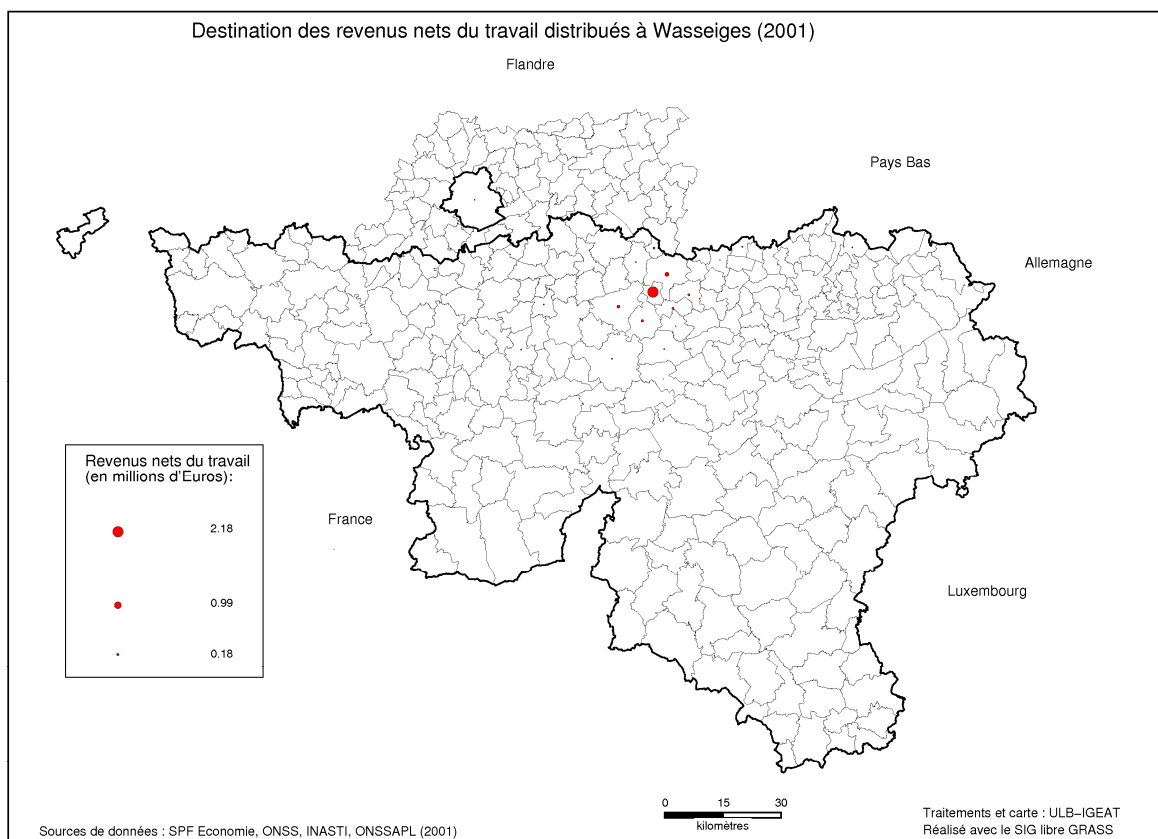 Destination des revenus nets du travail distribués à Wasseiges (2001)
Flandre
Pays Bas
Allemagne
Revenus nets du travail
(en millions d'Euros):
2.18
0.99
0.18
France
Luxembourg
0 15 30
kilomètres
Sources de données : SPF Economie, ONSS, INASTI, ONSSAPL (2001)
Traitements et carte : ULB-IGEAT
Réalisé avec le SIG libre GRASS